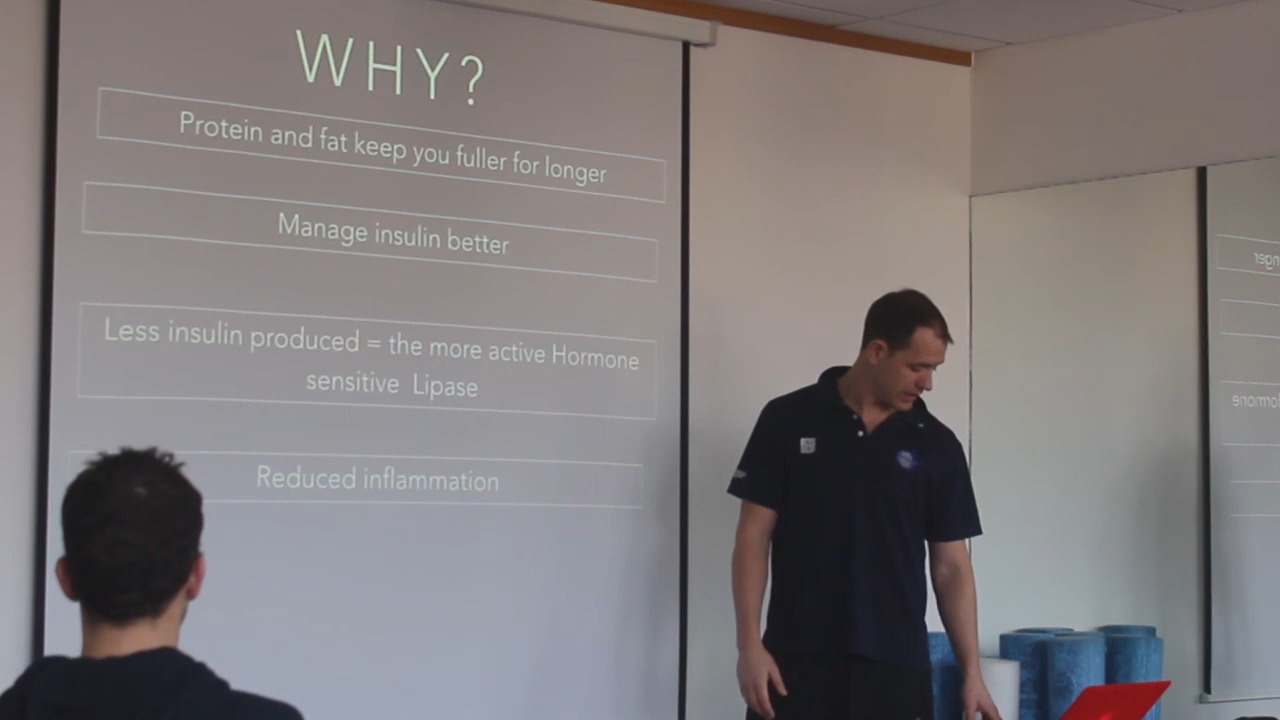 WHY?
Protein and fat keep you fuller for longer
Manage insulin better
Less insulin produced = the more active Hormone
sensitive Lipase
Reduced inflammation